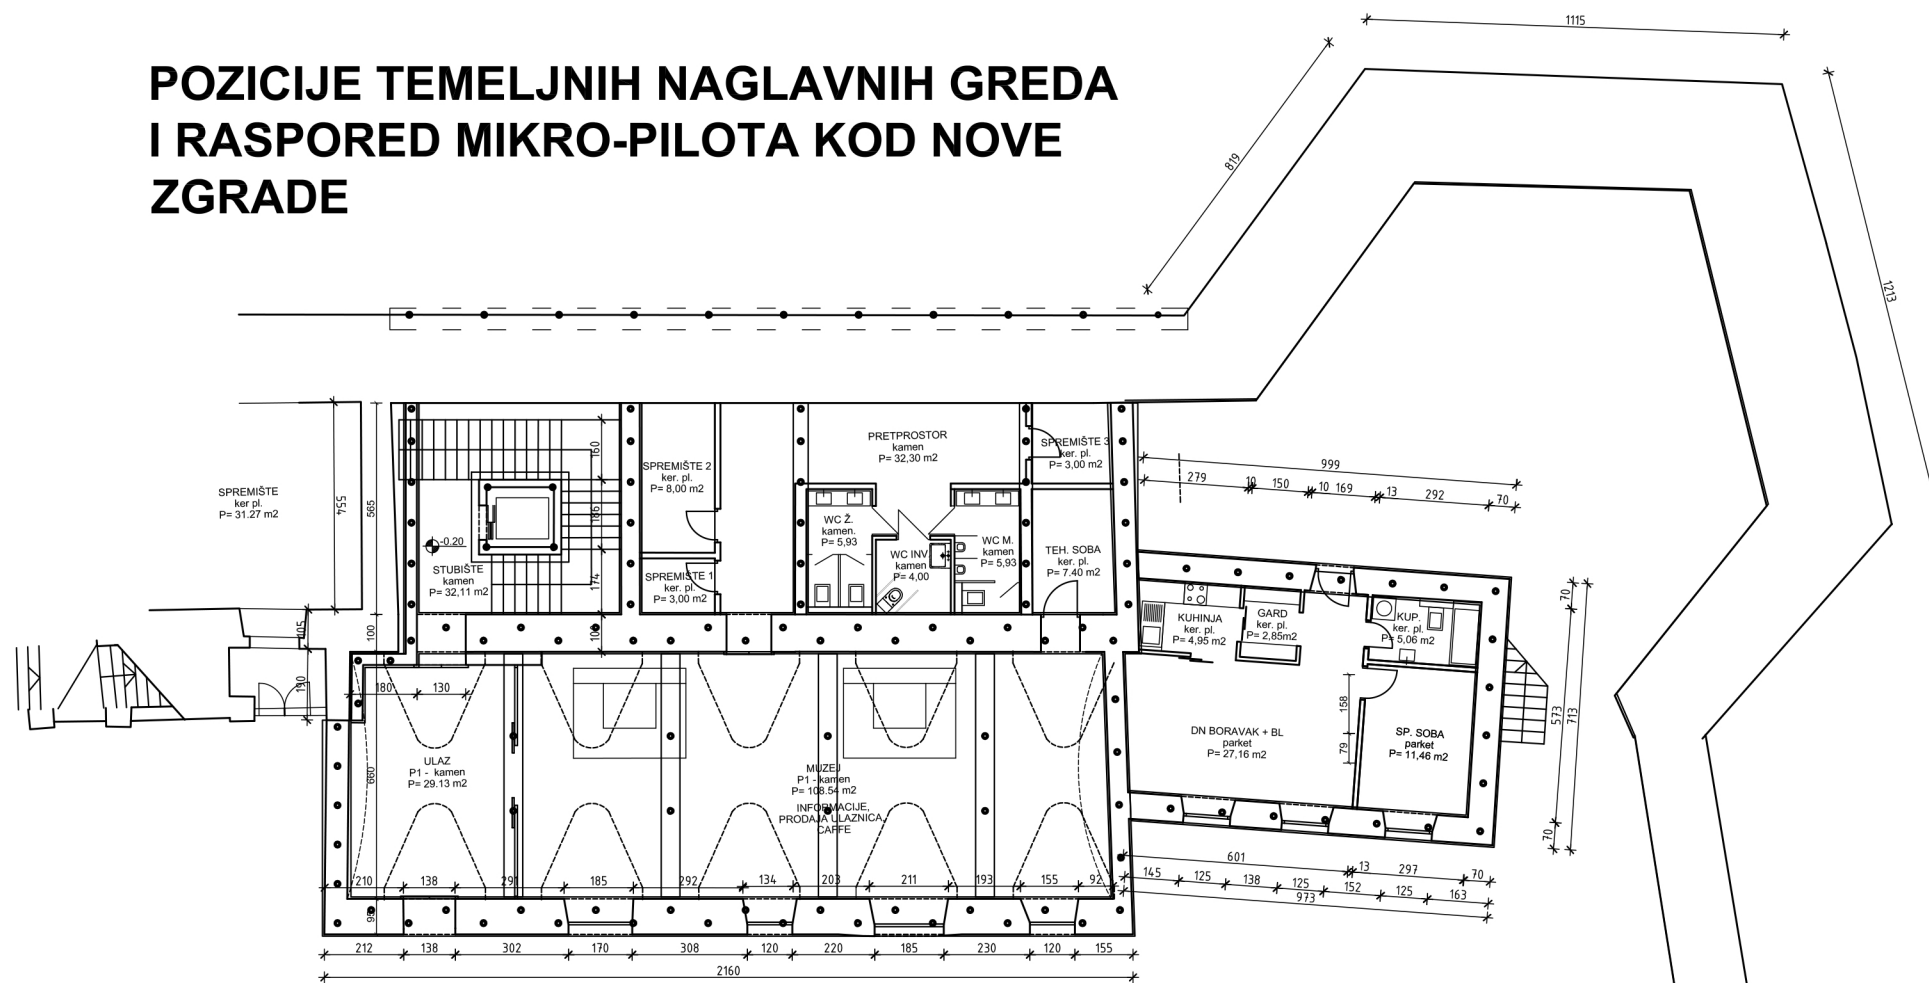 POZICIJE TEMELJNIH NAGLAVNIH GREDA
I RASPORED MIKRO-PILOTA KOD NOVE
ZGRADE
1115
819
1213
SPREMIŠTE
ker pl.
P= 31.27 m2
554
565
100
105
190
160
186
174
100
-0.20
STUBIŠTE
kamen
P= 32,11 m2
SPREMIŠTE 2
ker. pl.
P= 8,00 m2
SPREMIŠTE 1
ker. pl.
P= 3,00 m2
PRETPROSTOR
kamen
P= 32,30 m2
WC Ž.
kamen.
P= 5,93
WC INV.
kamen
P= 4,00
WC M.
kamen
P= 5,93
SPREMIŠTE 3
ker. pl.
P= 3,00 m2
TEH. SOBA
ker. pl.
P= 7.40 m2
999
279 10 150 10 169 13 292 70
KUHINJA
ker. pl.
P= 4,95 m2
GARD
ker. pl.
P= 2,85m2
KUP.
ker. pl.
P= 5,06 m2
DN BORAVAK + BL
parket
P= 27,16 m2
SP. SOBA
parket
P= 11,46 m2
158
79
70
573
713
70
180 130
660
ULAZ
P1 - kamen
P= 29.13 m2
MUZEJ
P1 - kamen
P= 108.54 m2
INFORMACIJE,
PRODAJA ULAZNICA,
CAFFE
210 138 291 185 292 134 203 211 193 155 92
601 13 297 70
145 125 138 125 152 125 163
973
212 138 302 170 308 120 220 185 230 120 155
2160